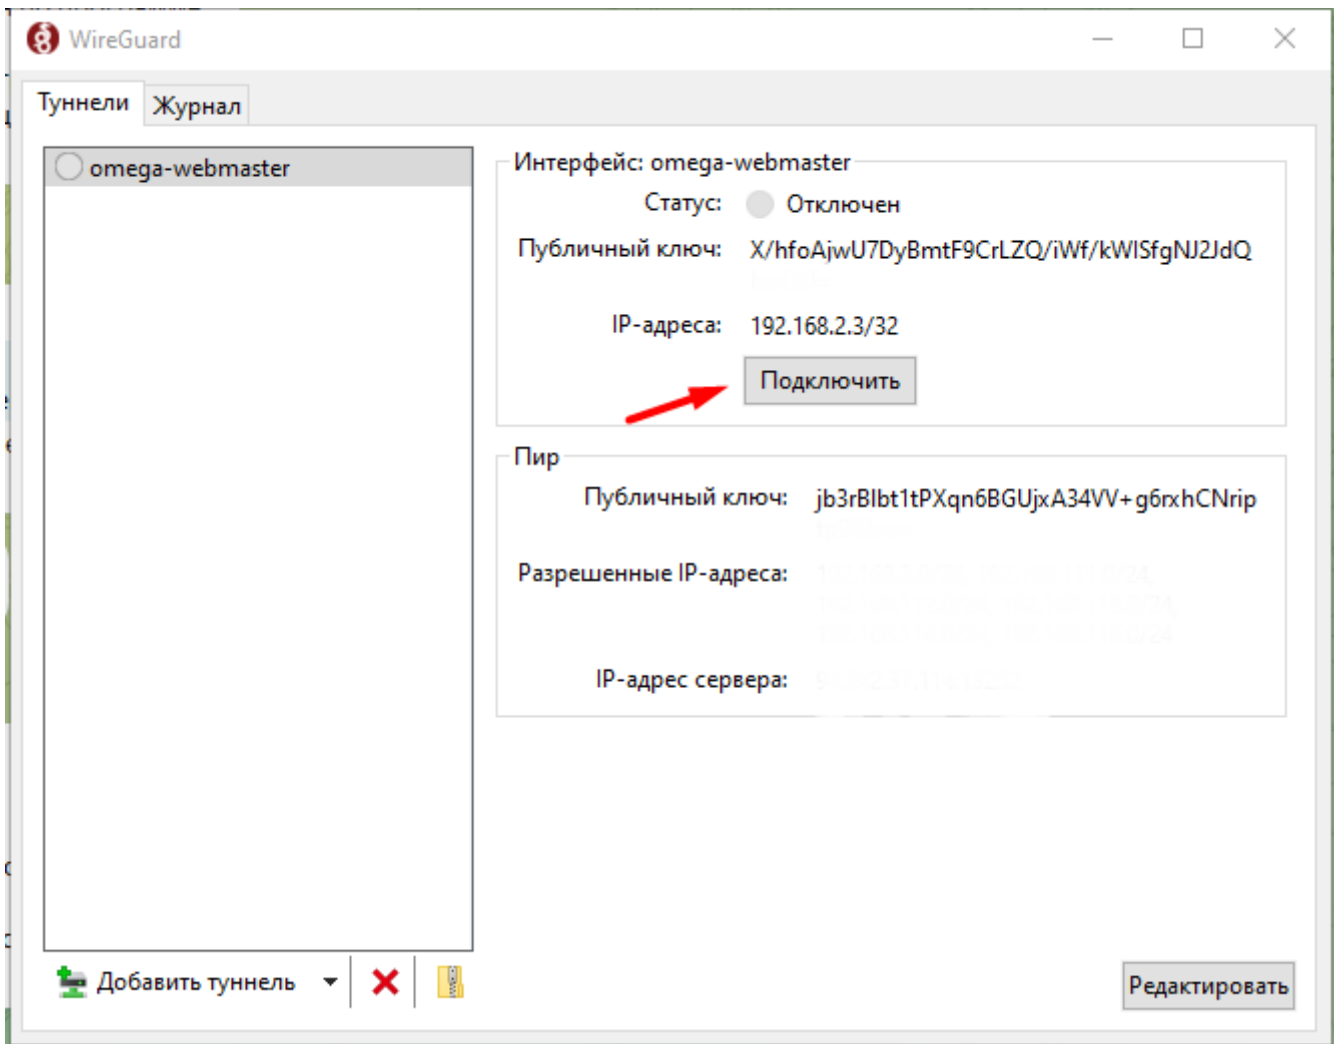 WireGuard
Туннели
Журнал
omega-webmaster
Интерфейс: omega-webmaster
Статус: Отключен
Публичный ключ: X/hfoAjwU7DyBmtF9CrLZQ/iWf/kWlSfgNJ2JdQ
IP-адреса: 192.168.2.3/32
Подключить
Пир
Публичный ключ: jb3rBlbt1tPXqn6BGUjxA34VV+g6rxhCNrip
Разрешенные IP-адреса:
IP-адрес сервера:
Добавить туннель
Редактировать